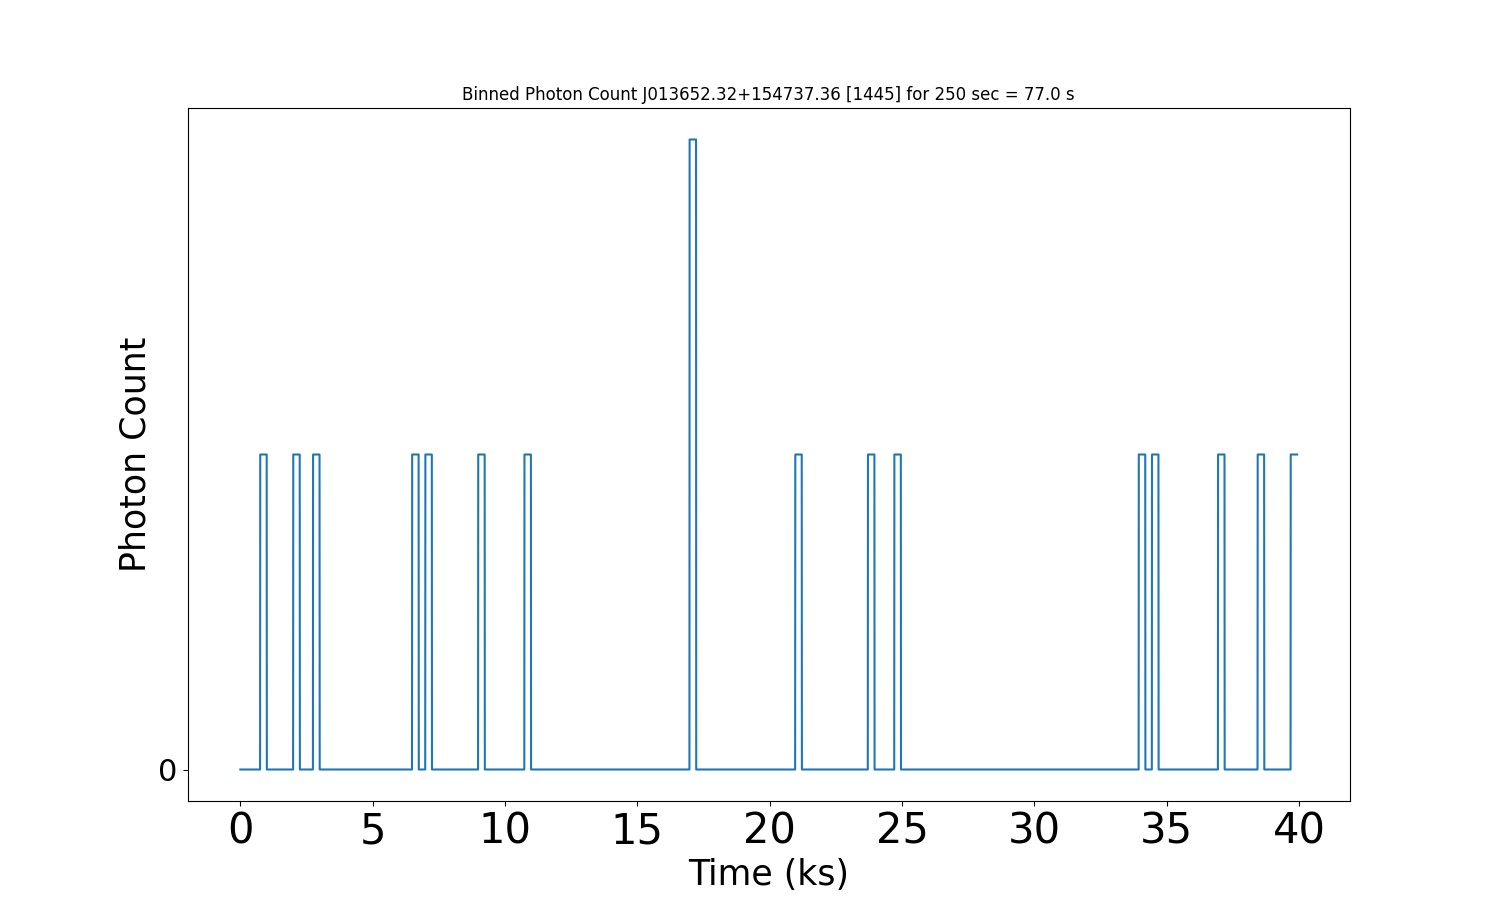 Binned Photon Count J013652.32+154737.36 [1445] for 250 sec = 77.0 s
Photon Count
0
0 5 10 15 20 25 30 35 40
Time (ks)